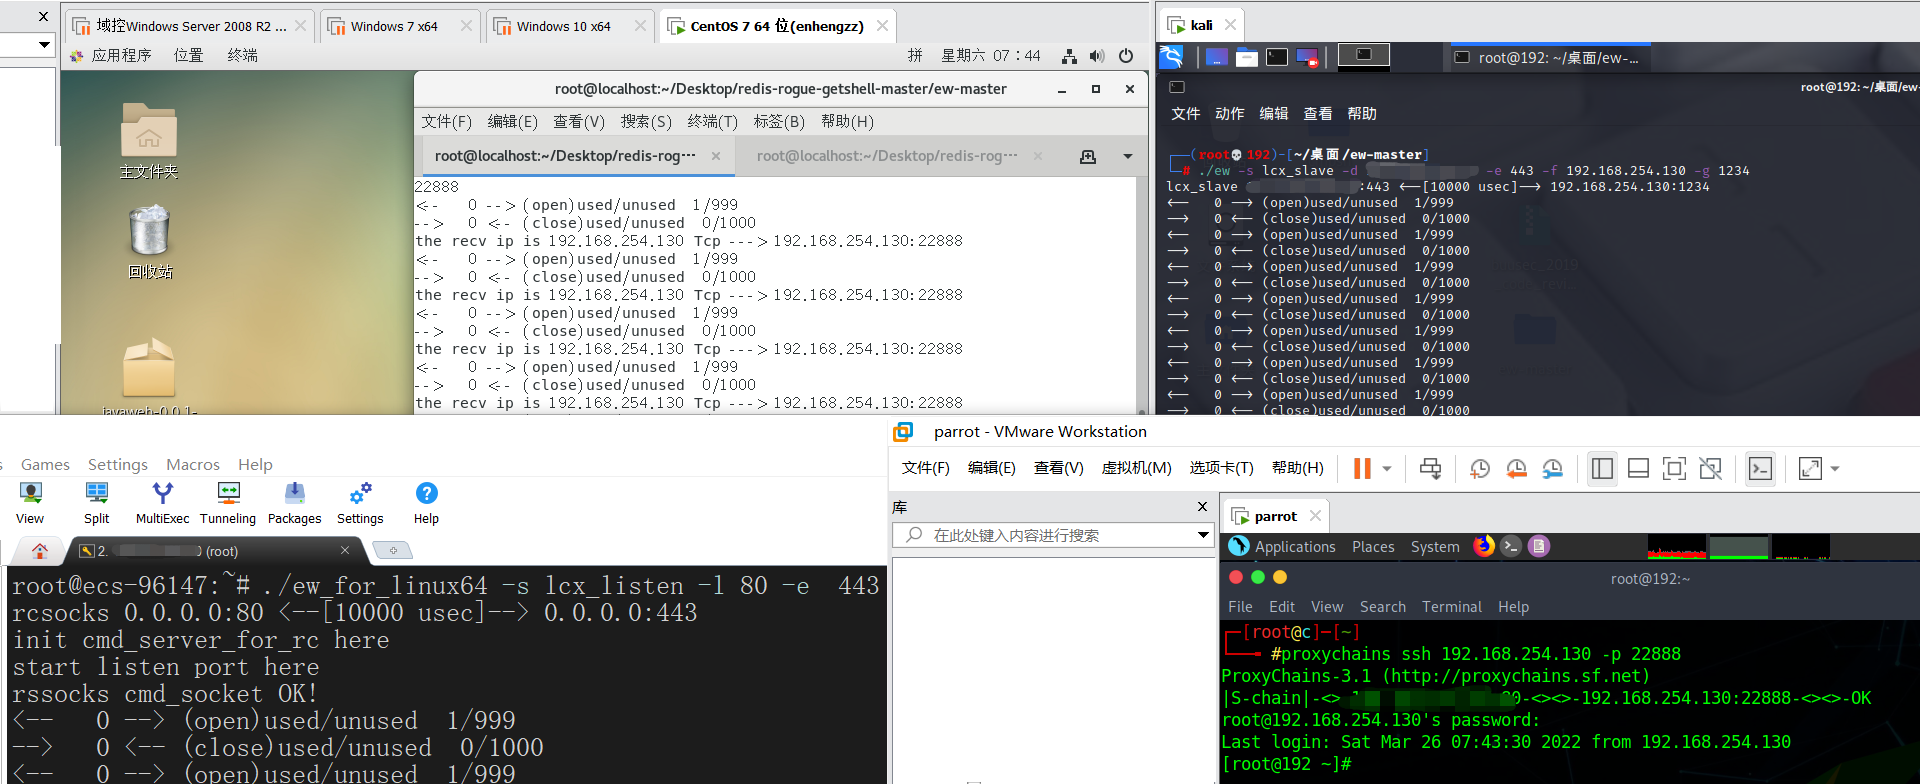 域控Windows Server 2008 R2 ...
Windows 7 x64
Windows 10 x64
CentOS 7 64 位(enhengzz)
应用程序 位置 终端
拼 星期六 07：44
主文件夹
回收站
root@localhost:~/Desktop/redis-rogue-getshell-master/ew-master
文件(F) 编辑(E) 查看(V) 搜索(S) 终端(T) 标签(B) 帮助(H)
root@localhost:~/Desktop/redis-rog···
root@localhost:~/Desktop/redis-rog···
22888
<-   0 --> (open)used/unused  1/999
-->  0 <- (close)used/unused  0/1000
the recv ip is 192.168.254.130 Tcp ---> 192.168.254.130:22888
<-   0 --> (open)used/unused  1/999
-->  0 <- (close)used/unused  0/1000
the recv ip is 192.168.254.130 Tcp ---> 192.168.254.130:22888
<-   0 --> (open)used/unused  1/999
-->  0 <- (close)used/unused  0/1000
the recv ip is 192.168.254.130 Tcp ---> 192.168.254.130:22888
<-   0 --> (open)used/unused  1/999
-->  0 <- (close)used/unused  0/1000
the recv ip is 192.168.254.130 Tcp ---> 192.168.254.130:22888
kali
root@192: ~/桌面/ew-...
root@192: ~/桌面/ew-
文件 动作 编辑 查看 帮助
(root💀192)-[~/桌面/ew-master]
# ./ew -s lcx_slave -d -e 443 -f 192.168.254.130 -g 1234
lcx_slave :443 <--[10000 usec]--> 192.168.254.130:1234
<--   0 --> (open)used/unused  1/999
-->   0 <-- (close)used/unused  0/1000
<--   0 --> (open)used/unused  1/999
-->   0 <-- (close)used/unused  0/1000
<--   0 --> (open)used/unused  1/999
-->   0 <-- (close)used/unused  0/1000
<--   0 --> (open)used/unused  1/999
-->   0 <-- (close)used/unused  0/1000
<--   0 --> (open)used/unused  1/999
-->   0 <-- (close)used/unused  0/1000
<--   0 --> (open)used/unused  1/999
-->   0 <-- (close)used/unused  0/1000
<--   0 --> (open)used/unused  1/999
-->   0 <-- (close)used/unused  0/1000
Games Settings Macros Help
View Split MultiExec Tunneling Packages Settings Help
2. (root)
root@ecs-96147:~# ./ew_for_linux64 -s lcx_listen -l 80 -e  443
rcsocks 0.0.0.0:80 <--[10000 usec]--> 0.0.0.0:443
init cmd_server_for_rc here
start listen port here
rssocks cmd_socket OK!
<--   0 --> (open)used/unused  1/999
-->   0 <-- (close)used/unused  0/1000
<--   0 --> (open)used/unused  1/999
parrot - VMware Workstation
文件(F) 编辑(E) 查看(V) 虚拟机(M) 选项卡(T) 帮助(H)
库
在此处键入内容进行搜索
parrot
Applications Places System
root@192:~
File Edit View Search Terminal Help
[root@c]-[~]
#proxychains ssh 192.168.254.130 -p 22888
ProxyChains-3.1 (http://proxychains.sf.net)
|S-chain|-<> -<><>-192.168.254.130:22888-<><>-OK
root@192.168.254.130's password:
Last login: Sat Mar 26 07:43:30 2022 from 192.168.254.130
[root@192 ~]#